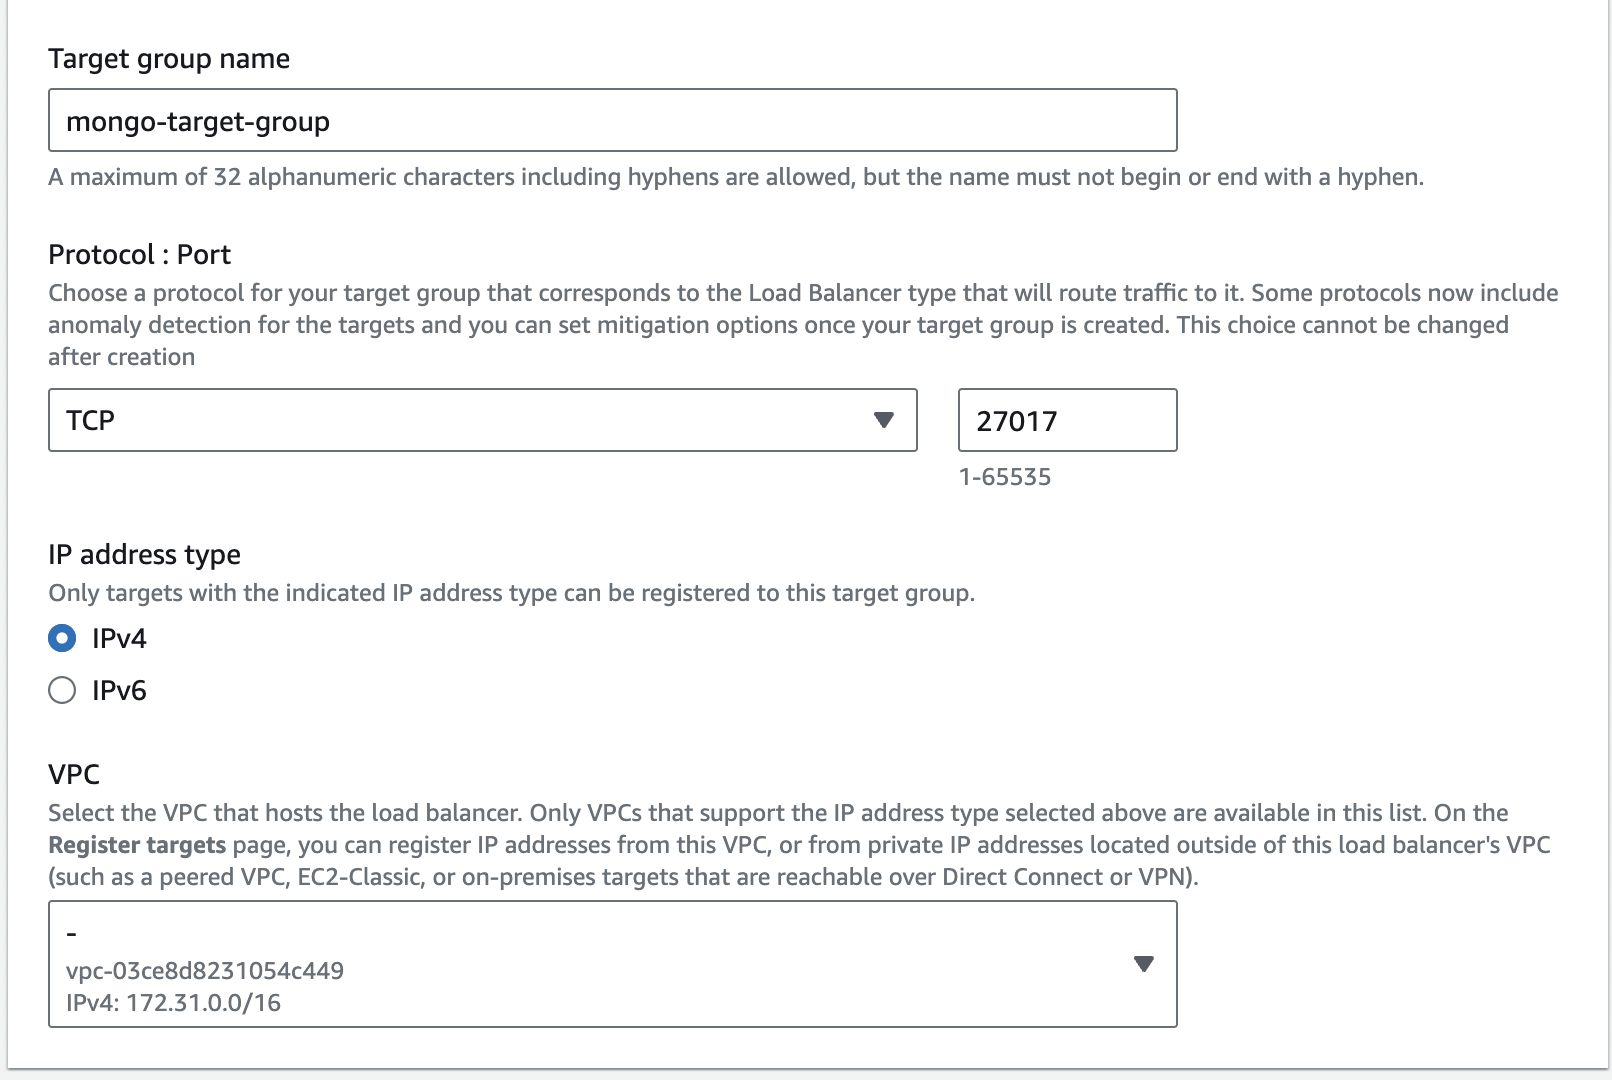 Target group name
mongo-target-group
A maximum of 32 alphanumeric characters including hyphens are allowed, but the name must not begin or end with a hyphen.
Protocol : Port
Choose a protocol for your target group that corresponds to the Load Balancer type that will route traffic to it. Some protocols now include
anomaly detection for the targets and you can set mitigation options once your target group is created. This choice cannot be changed
after creation
TCP
27017
1-65535
IP address type
Only targets with the indicated IP address type can be registered to this target group.
IPv4
IPv6
VPC
Select the VPC that hosts the load balancer. Only VPCs that support the IP address type selected above are available in this list. On the
Register targets page, you can register IP addresses from this VPC, or from private IP addresses located outside of this load balancer's VPC
(such as a peered VPC, EC2-Classic, or on-premises targets that are reachable over Direct Connect or VPN).
-
vpc-03ce8d8231054c449
IPv4: 172.31.0.0/16